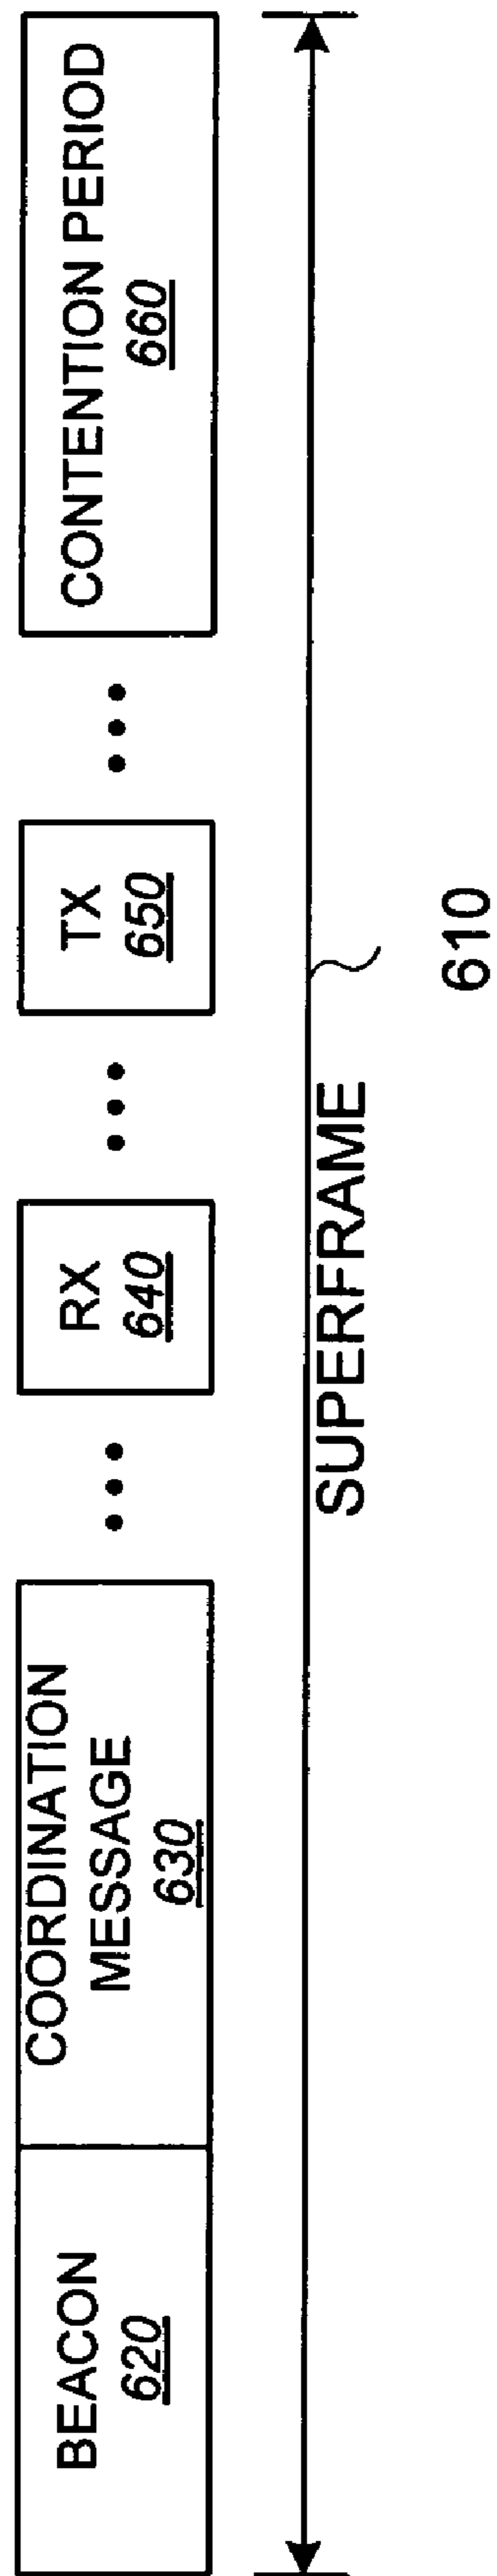 BEACON
620
COORDINATION
MESSAGE
630
RX
640
TX
650
CONTENTION PERIOD
660
SUPERFRAME
610